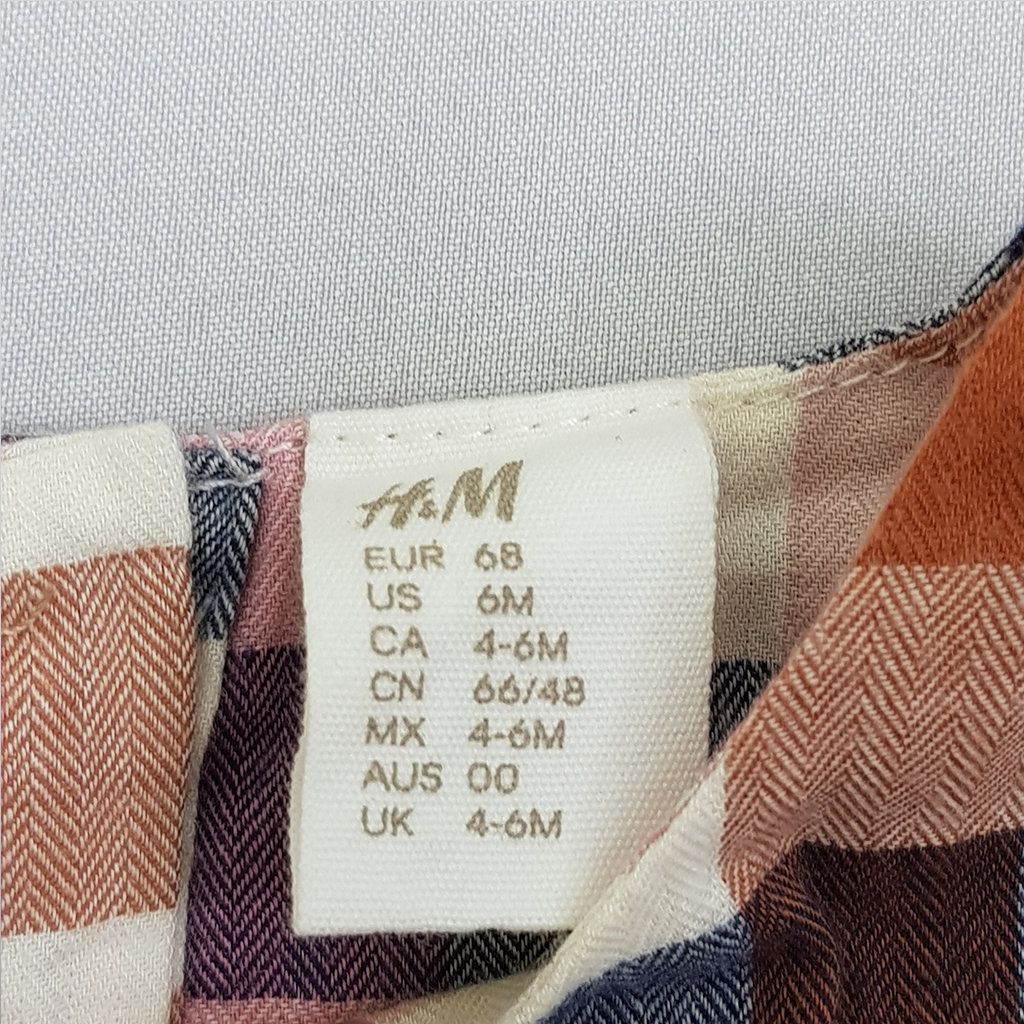 H&M
EUR 68
US 6M
CA 4-6M
CN 66/48
MX 4-6M
AUS 00
UK 4-6M